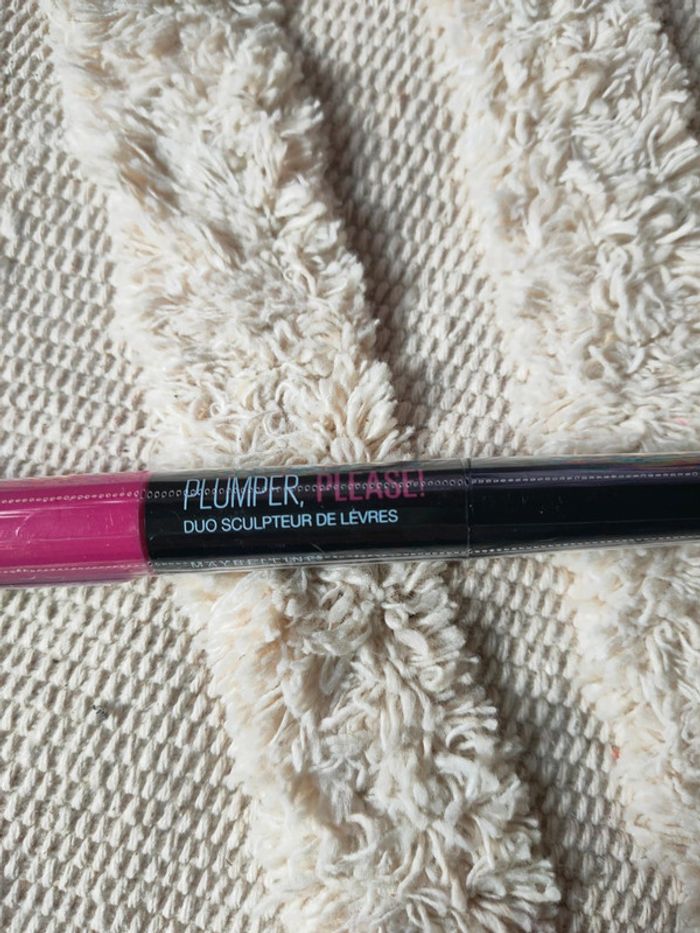 PLUMPER, PLEASE!
DUO SCULPTEUR DE LÈVRES
MAYBELLINE